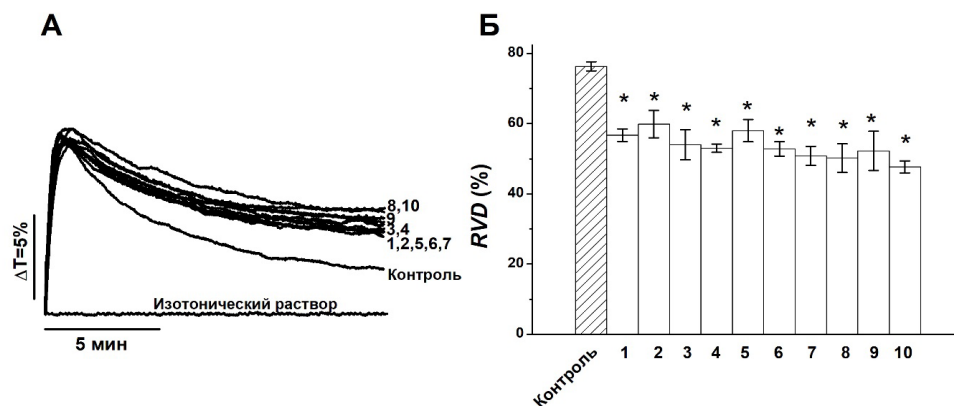 А
8,10
9
3,4
1,2,5,6,7
Контроль
ΔT=5%
Изотонический раствор
5 мин
Б
80
60
40
20
0
RVD (%)
* * * * * * * * * *
Контроль 1 2 3 4 5 6 7 8 9 10